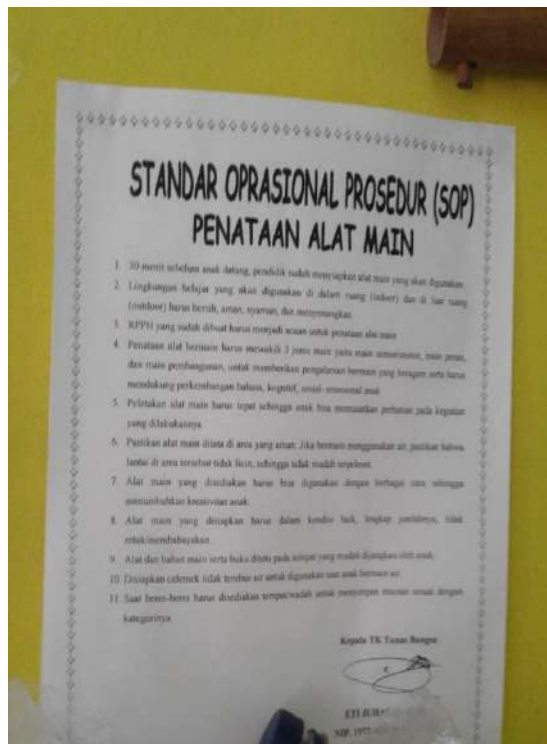 STANDAR OPRASIONAL PROSEDUR (SOP)
PENATAAN ALAT MAIN
1. 30 menit sebelum anak datang, pendidik sudah menyiapkan alat main yang akan digunakan.
2. Lingkungan belajar yang akan digunakan di dalam ruang (indoor) dan di luar ruang
(outdoor) harus bersih, aman, nyaman, dan menyenangkan.
3. RPPH yang sudah dibuat harus menjadi acuan untuk penataan alat main
4. Penataan alat bermain harus mewakili 3 jenis main yaitu main sensorimotor, main peran,
dan main pembangunan, untuk memberikan pengalaman bermain yang beragam serta harus
mendukung perkembangan bahasa, kognitif, sosial- emosional anak
5. Peletakan alat main harus tepat sehingga anak bisa memusatkan perhatian pada kegiatan
yang dilakukannya.
6. Pastikan alat main ditata di area yang aman. Jika bermain menggunakan air, pastikan bahwa
lantai di area tersebut tidak licin, sehingga tidak mudah terpeleset.
7. Alat main yang disediakan harus bisa digunakan dengan berbagai cara sehingga
menumbuhkan kreativitas anak.
8. Alat main yang disiapkan harus dalam kondisi baik, lengkap jumlahnya, tidak
retak/membahayakan
9. Alat dan bahan main serta buku ditata pada tempat yang mudah dijangkau oleh anak.
10. Disiapkan celemek tidak tembus air untuk digunakan saat anak bermain air
11. Saat beres-beres harus disediakan tempat/wadah untuk menyimpan mainan sesuai dengan
kategorinya.
Kepala TK Tunas Bangsa
ETI
NIP. 1972